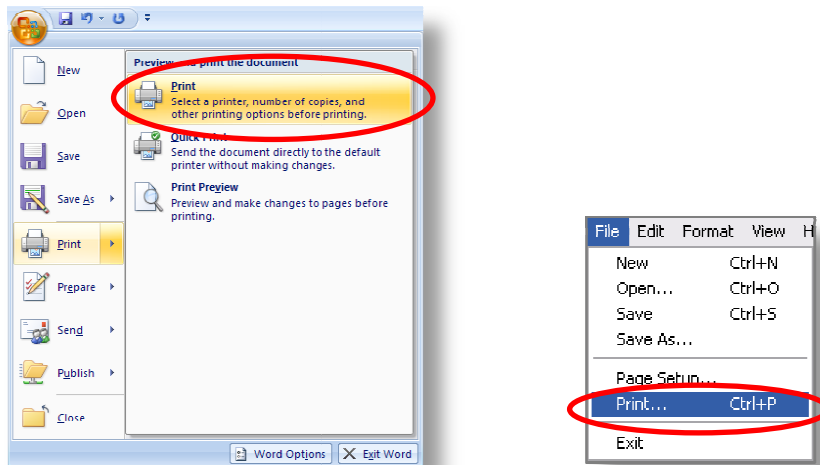 New
Open
Save
Save As
Print
Prepare
Send
Publish
Close
Preview and print the document
Print
Select a printer, number of copies, and
other printing options before printing.
Quick Print
Send the document directly to the default
printer without making changes.
Print Preview
Preview and make changes to pages before
printing.
Word Options
Exit Word
File Edit Format View H
New Ctrl+N
Open... Ctrl+O
Save Ctrl+S
Save As...
Page Setup...
Print... Ctrl+P
Exit